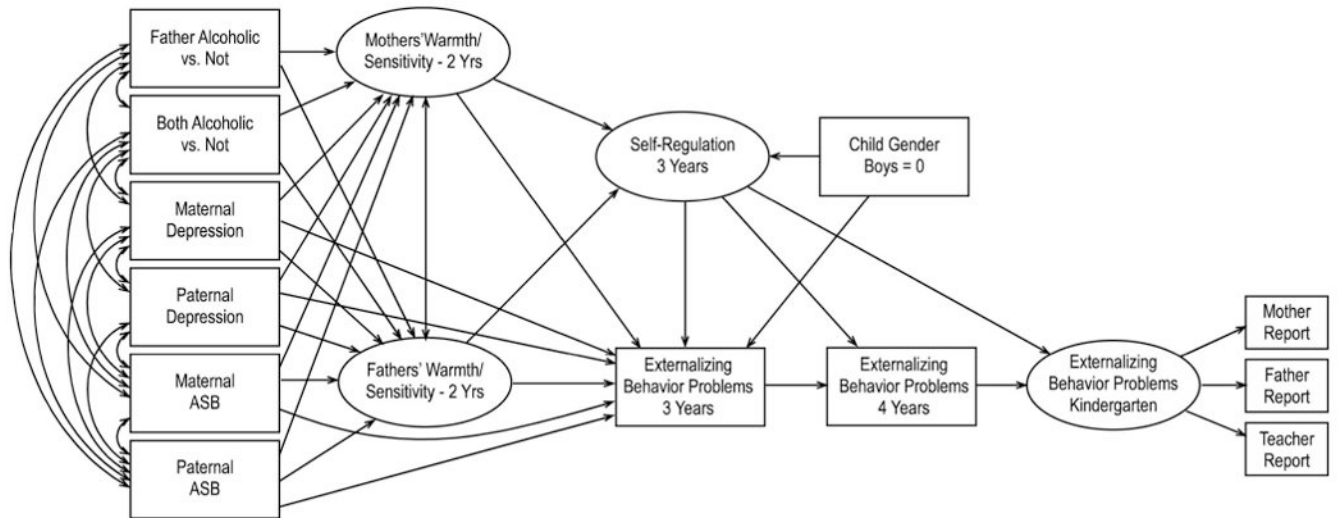 Father Alcoholic
vs. Not
Both Alcoholic
vs. Not
Maternal
Depression
Paternal
Depression
Maternal
ASB
Paternal
ASB
Mothers'Warmth/
Sensitivity - 2 Yrs
Fathers' Warmth/
Sensitivity - 2 Yrs
Self-Regulation
3 Years
Child Gender
Boys = 0
Externalizing
Behavior Problems
3 Years
Externalizing
Behavior Problems
4 Years
Externalizing
Behavior Problems
Kindergarten
Mother
Report
Father
Report
Teacher
Report